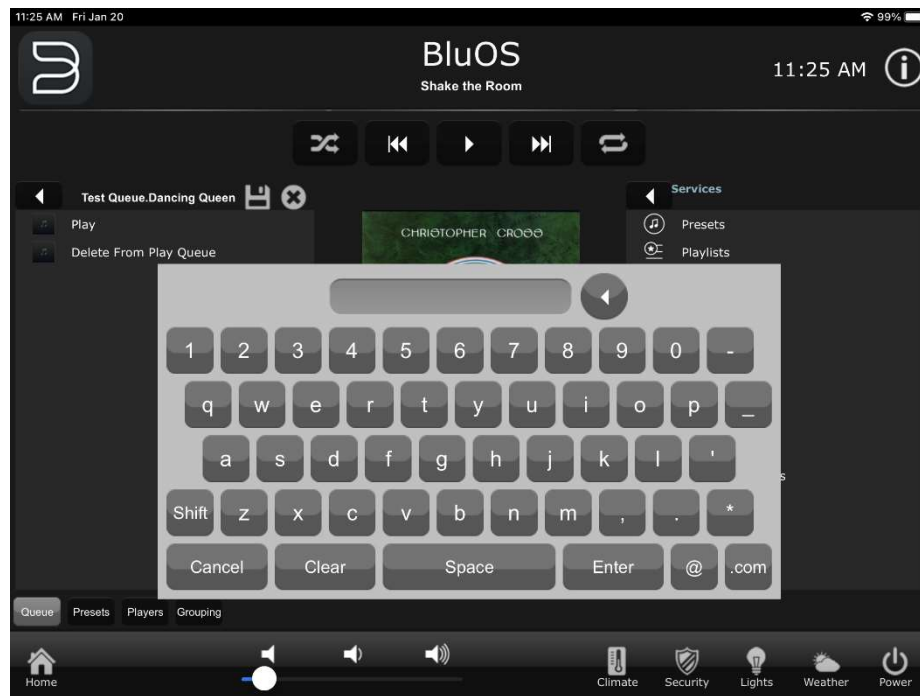 11:25 AM Fri Jan 20
99%
BluOS
Shake the Room
11:25 AM
Test Queue.Dancing Queen
Services
Play
Presets
Delete From Play Queue
Playlists
CHRISTOPHER CROSS
1 2 3 4 5 6 7 8 9 0 -
q w e r t y u i o p _
a s d f g h j k l '
Shift z x c v b n m , . *
Cancel Clear Space Enter @ .com
s
Queue Presets Players Grouping
Home Climate Security Lights Weather Power